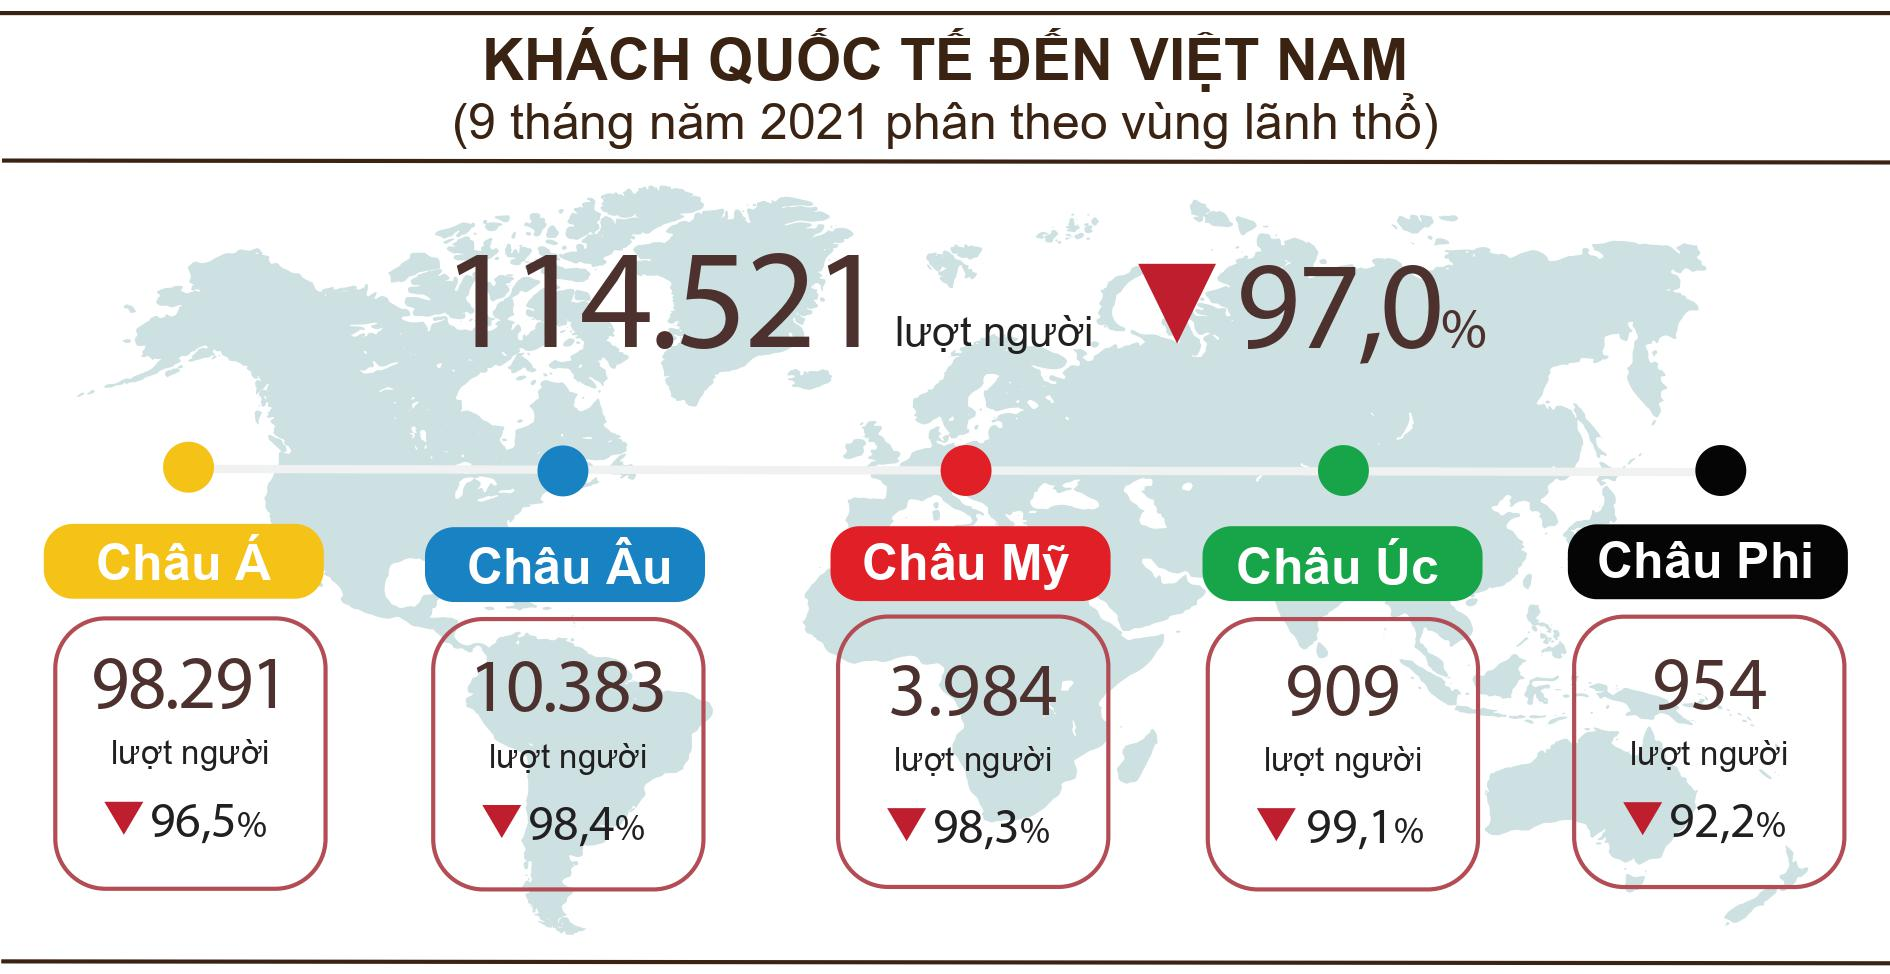 KHÁCH QUỐC TẾ ĐẾN VIỆT NAM
(9 tháng năm 2021 phân theo vùng lãnh thổ)
114.521 lượt người 97,0%
Châu Á
98.291
lượt người
96,5%
Châu Âu
10.383
lượt người
98,4%
Châu Mỹ
3.984
lượt người
98,3%
Châu Úc
909
lượt người
99,1%
Châu Phi
954
lượt người
92,2%